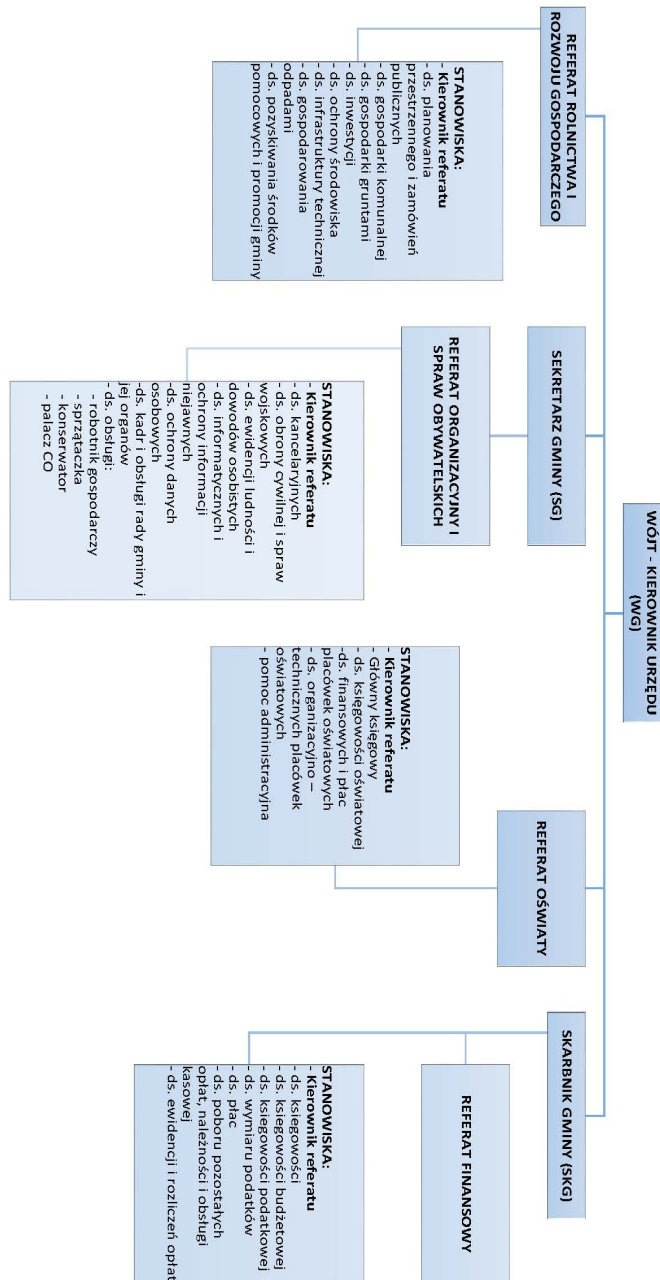 WÓJT - KIEROWNIK URZĘDU
(WG)
REFERAT ROLNICTWA I
ROZWOJU GOSPODARCZEGO
STANOWISKA:
- Kierownik referatu
- ds. planowania
przestrzennego i zamówień
publicznych
- ds. gospodarki komunalnej
- ds. gospodarki gruntami
- ds. inwestycji
- ds. ochrony środowiska
- ds. infrastruktury technicznej
- ds. gospodarowania
odpadami
- ds. pozyskiwania środków
pomocowych i promocji gminy
SEKRETARZ GMINY (SG)
REFERAT ORGANIZACYJNY I
SPRAW OBYWATELSKICH
STANOWISKA:
- Kierownik referatu
- ds. kancelaryjnych
- ds. obrony cywilnej i spraw
wojskowych
- ds. ewidencji ludności i
dowodów osobistych
- ds. informatycznych i
ochrony informacji
niejawnych
-ds. ochrony danych
osobowych
-ds. kadr i obsługi rady gminy i
jej organów
- ds. obsługi:
- robotnik gospodarczy
- sprzątaczka
- konserwator
- palacz CO
REFERAT OŚWIATY
STANOWISKA:
- Kierownik referatu
- Główny księgowy
- ds. księgowości oświatowej
-ds. finansowych i płac
placówek oświatowych
- ds. organizacyjno –
technicznych placówek
oświatowych
- pomoc administracyjna
SKARBNIK GMINY (SKG)
REFERAT FINANSOWY
STANOWISKA:
- Kierownik referatu
- ds. ksiegowości
- ds. ksiegowości budżetowej
- ds. ksiegowości podatkowej
- ds. wymiaru podatków
- ds. płac
- ds. poboru pozostałych
opłat, należności i obsługi
kasowej
- ds. ewidencji i rozliczeń opłat